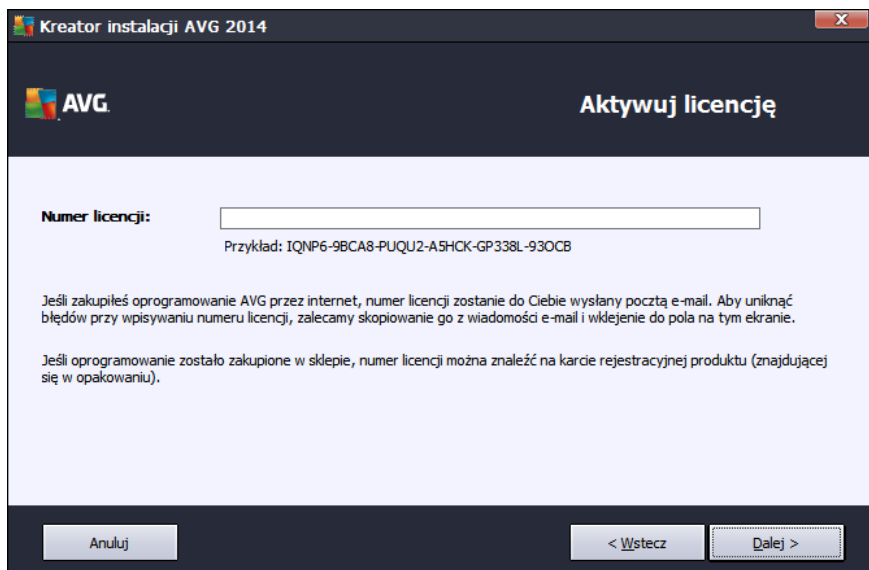 Kreator instalacji AVG 2014
AVG.
Aktywuj licencję
Numer licencji:
Przykład: IQNP6-9BCA8-PUQU2-A5HCK-GP338L-93OCB
Jeśli zakupiłeś oprogramowanie AVG przez internet, numer licencji zostanie do Ciebie wysłany pocztą e-mail. Aby uniknąć
błędów przy wpisywaniu numeru licencji, zalecamy skopiowanie go z wiadomości e-mail i wklejenie do pola na tym ekranie.
Jeśli oprogramowanie zostało zakupione w sklepie, numer licencji można znaleźć na karcie rejestracyjnej produktu (znajdującej
się w opakowaniu).
Anuluj
< Wstecz
Dalej >